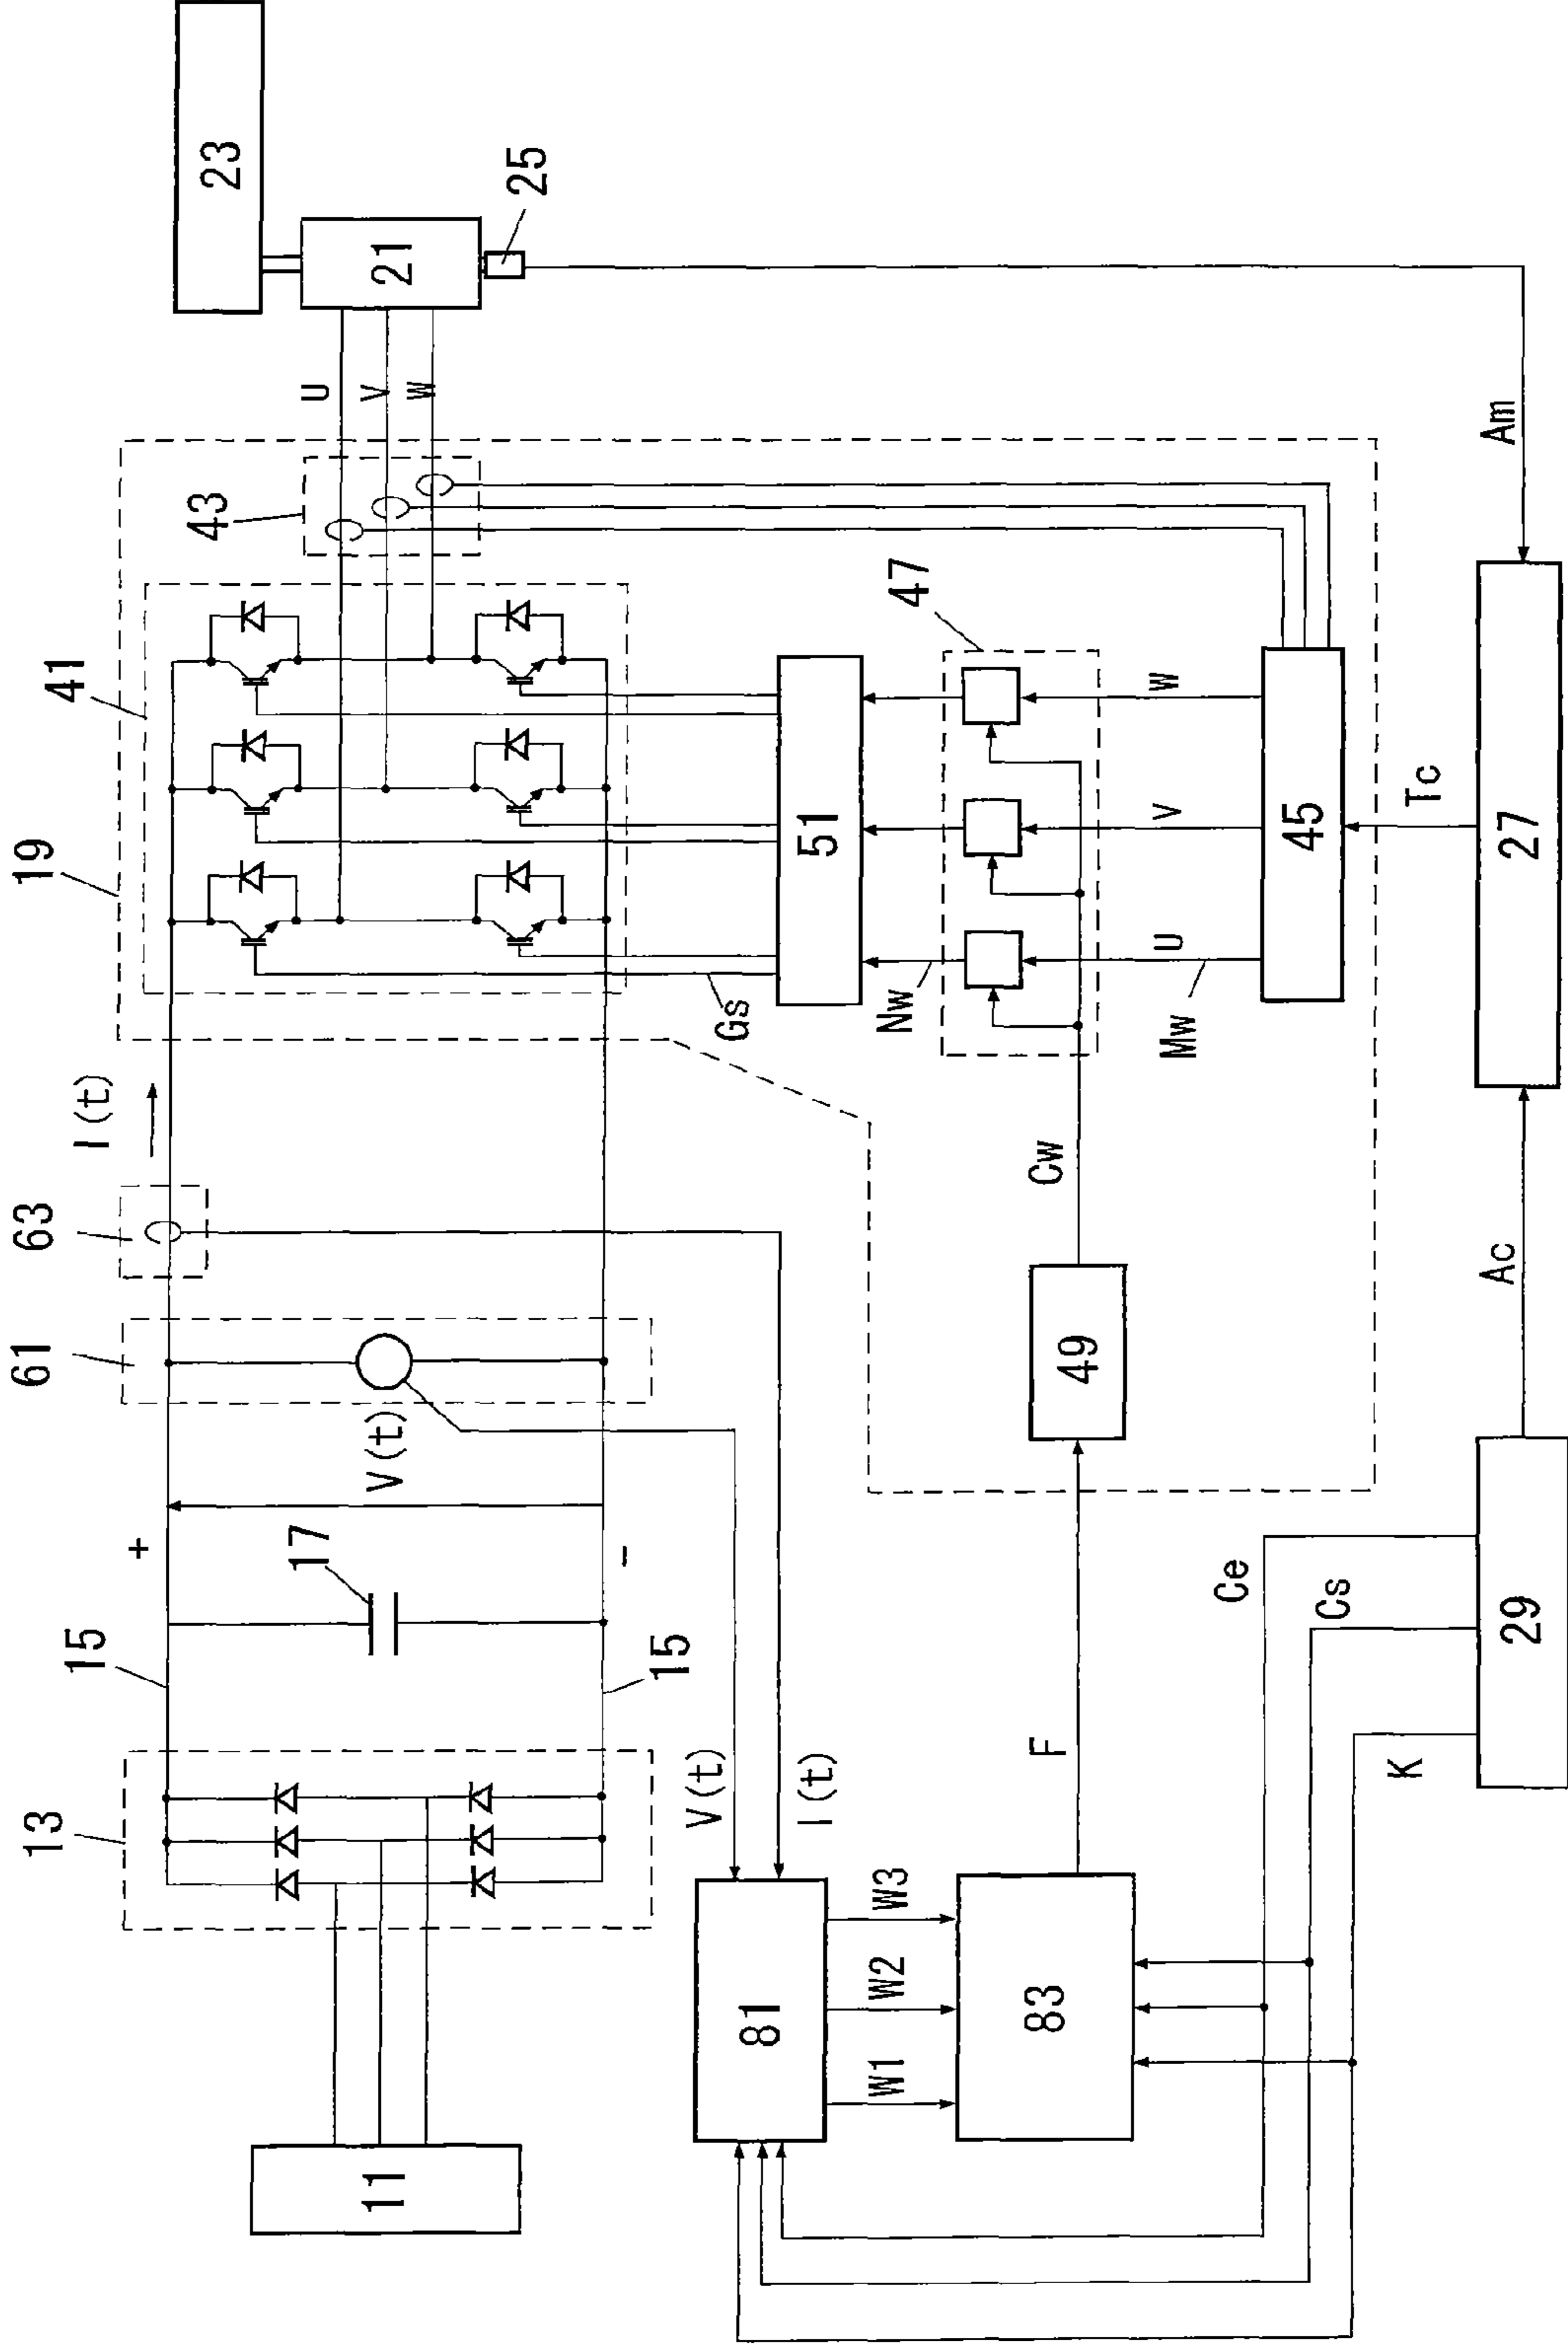 19
41
43
63
I(t)
61
15
13
23
U
V
W
21
25
+
17
V(t)
-
15
11
Gs
V(t)
I(t)
51
47
Nw
81
W1
W2
W3
Cw
49
F
83
Mw
U
V
W
45
Tc
Am
Ce
Cs
K
29
Ac
27